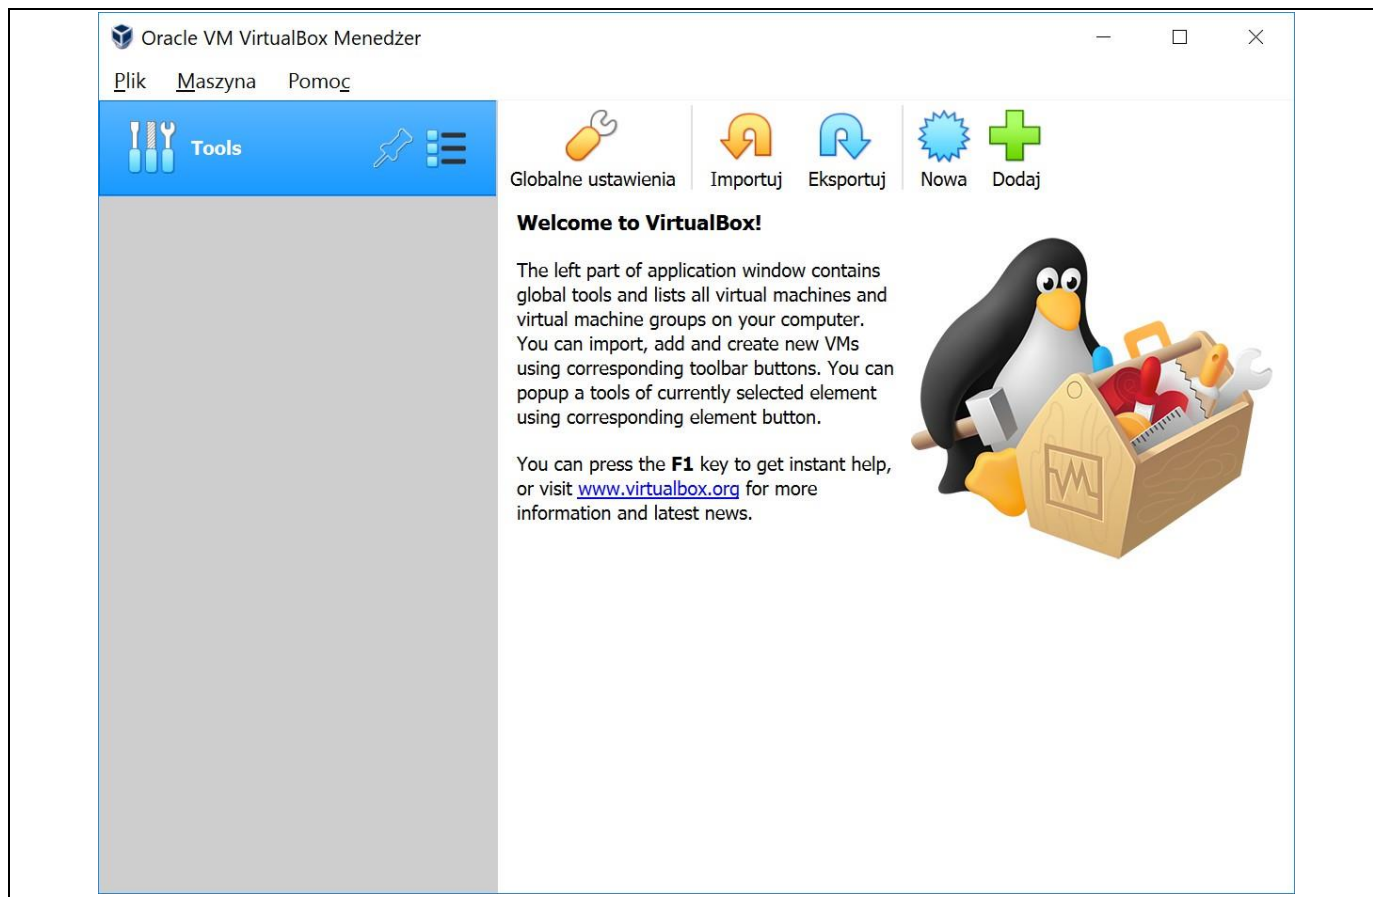 Oracle VM VirtualBox Menedżer
Plik Maszyna Pomoc
Tools
Globalne ustawienia Importuj Eksportuj Nowa Dodaj
Welcome to VirtualBox!
The left part of application window contains
global tools and lists all virtual machines and
virtual machine groups on your computer.
You can import, add and create new VMs
using corresponding toolbar buttons. You can
popup a tools of currently selected element
using corresponding element button.
You can press the F1 key to get instant help,
or visit www.virtualbox.org for more
information and latest news.